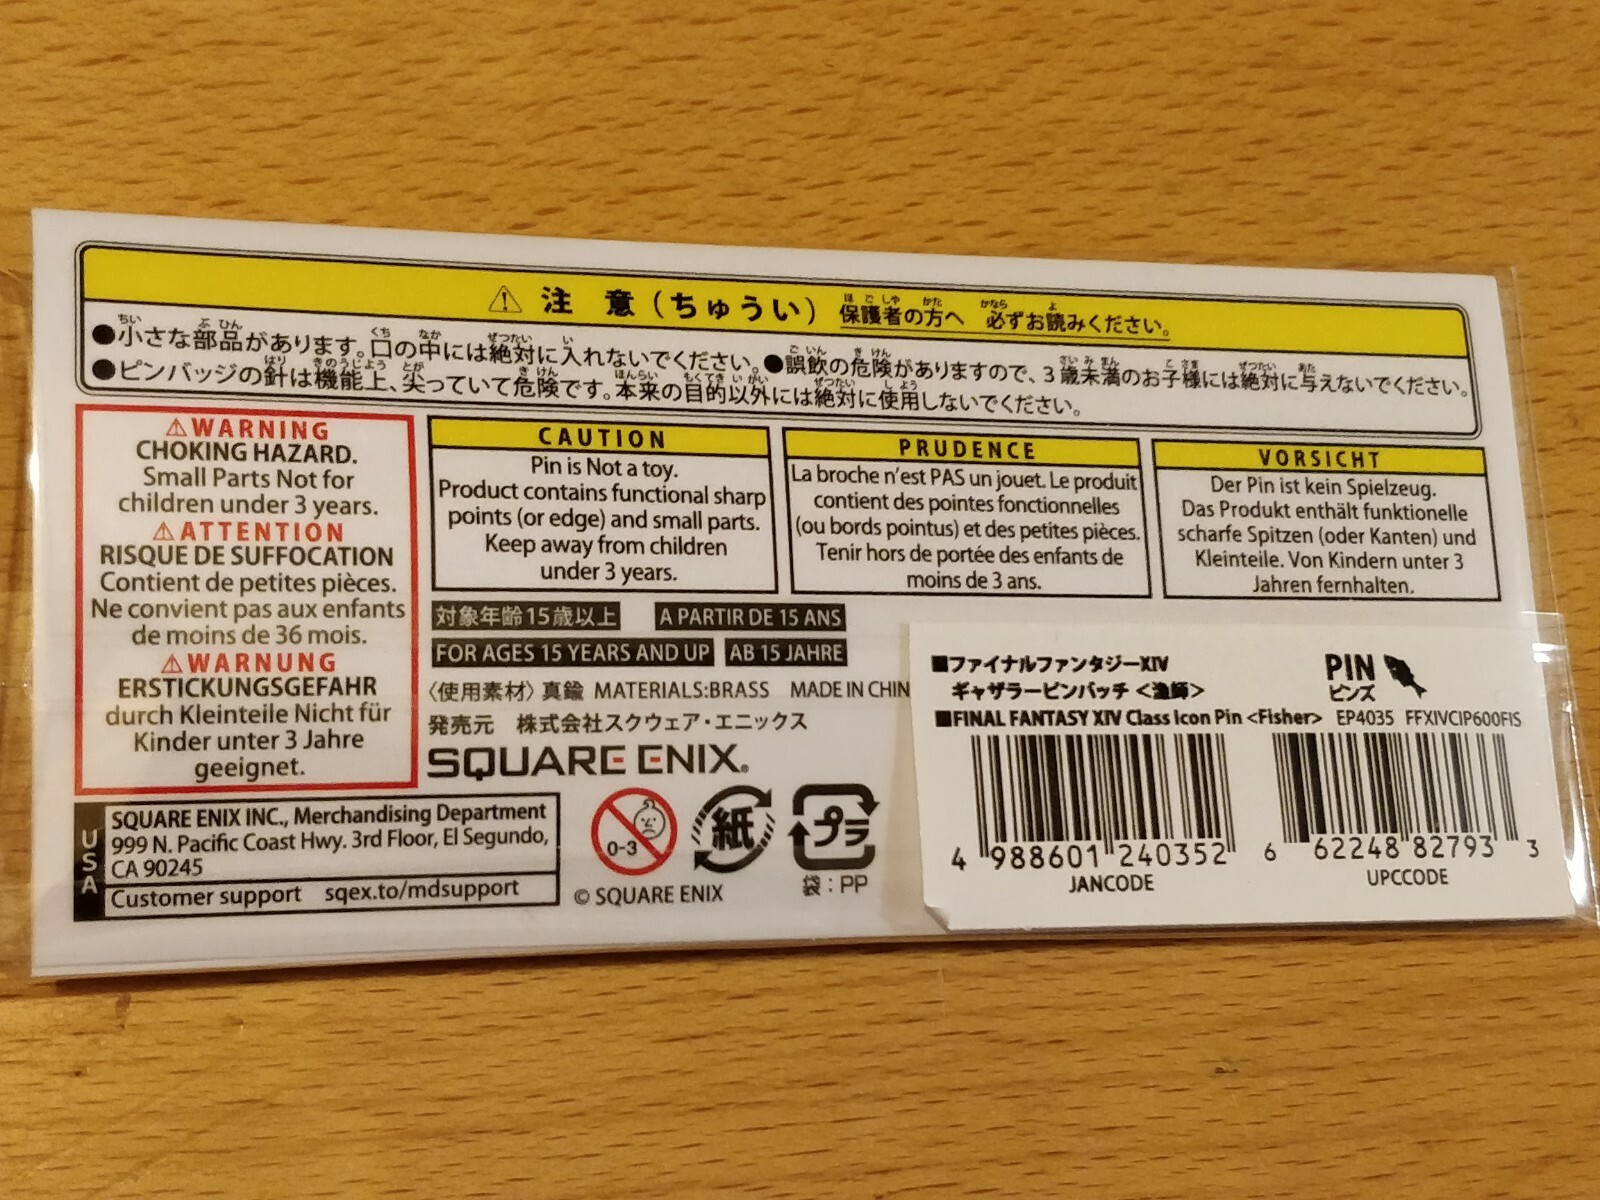 ⚠ 注 意(ちゅうい) 保護者の方へ 必ずお読みください。
●小さな部品があります。口の中には絶対に入れないでください。●誤飲の危険がありますので、3歳未満のお子様には絶対に与えないでください。
●ピンバッジの針は機能上、尖っていて危険です。本来の目的以外には絶対に使用しないでください。
⚠WARNING
CHOKING HAZARD.
Small Parts Not for
children under 3 years.
⚠ATTENTION
RISQUE DE SUFFOCATION
Contient de petites pièces.
Ne convient pas aux enfants
de moins de 36 mois.
⚠WARNUNG
ERSTICKUNGSGEFAHR
durch Kleinteile Nicht für
Kinder unter 3 Jahre
geeignet.
CAUTION
Pin is Not a toy.
Product contains functional sharp
points (or edge) and small parts.
Keep away from children
under 3 years.
PRUDENCE
La broche n'est PAS un jouet. Le produit
contient des pointes fonctionnelles
(ou bords pointus) et des petites pièces.
Tenir hors de portée des enfants de
moins de 3 ans.
VORSICHT
Der Pin ist kein Spielzeug.
Das Produkt enthält funktionelle
scharfe Spitzen (oder Kanten) und
Kleinteile. Von Kindern unter 3
Jahren fernhalten.
対象年齢15歳以上 A PARTIR DE 15 ANS
FOR AGES 15 YEARS AND UP AB 15 JAHRE
〈使用素材〉真鍮 MATERIALS:BRASS MADE IN CHIN
発売元 株式会社スクウェア・エニックス
SQUARE ENIX®
USA
SQUARE ENIX INC., Merchandising Department
999 N. Pacific Coast Hwy. 3rd Floor, El Segundo,
CA 90245
Customer support sqex.to/mdsupport
0-3
紙
プラ
袋:PP
© SQUARE ENIX
■ファイナルファンタジーXIV
ギャザラーピンバッチ <漁師>
PIN
ピンズ
■FINAL FANTASY XIV Class Icon Pin <Fisher> EP4035 FFXIVCIP600FIS
4 988601 240352
JANCODE
6 62248 82793 3
UPCCODE